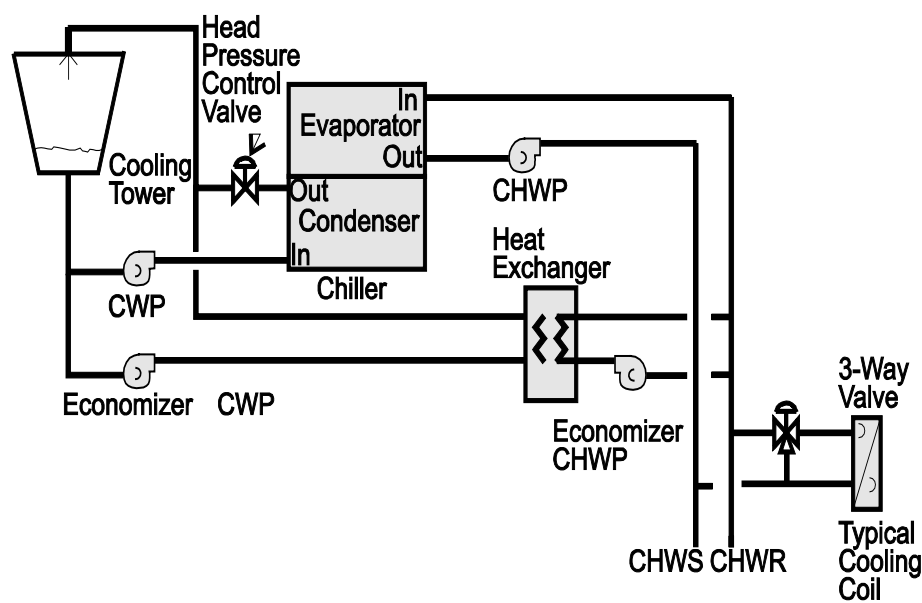 Head
Pressure
Control
Valve
In
Evaporator
Out
Cooling
Tower
CHWP
Out
Condenser
In
Chiller
Heat
Exchanger
CWP
Economizer CWP
Economizer
CHWP
3-Way
Valve
CHWS CHWR
Typical
Cooling
Coil